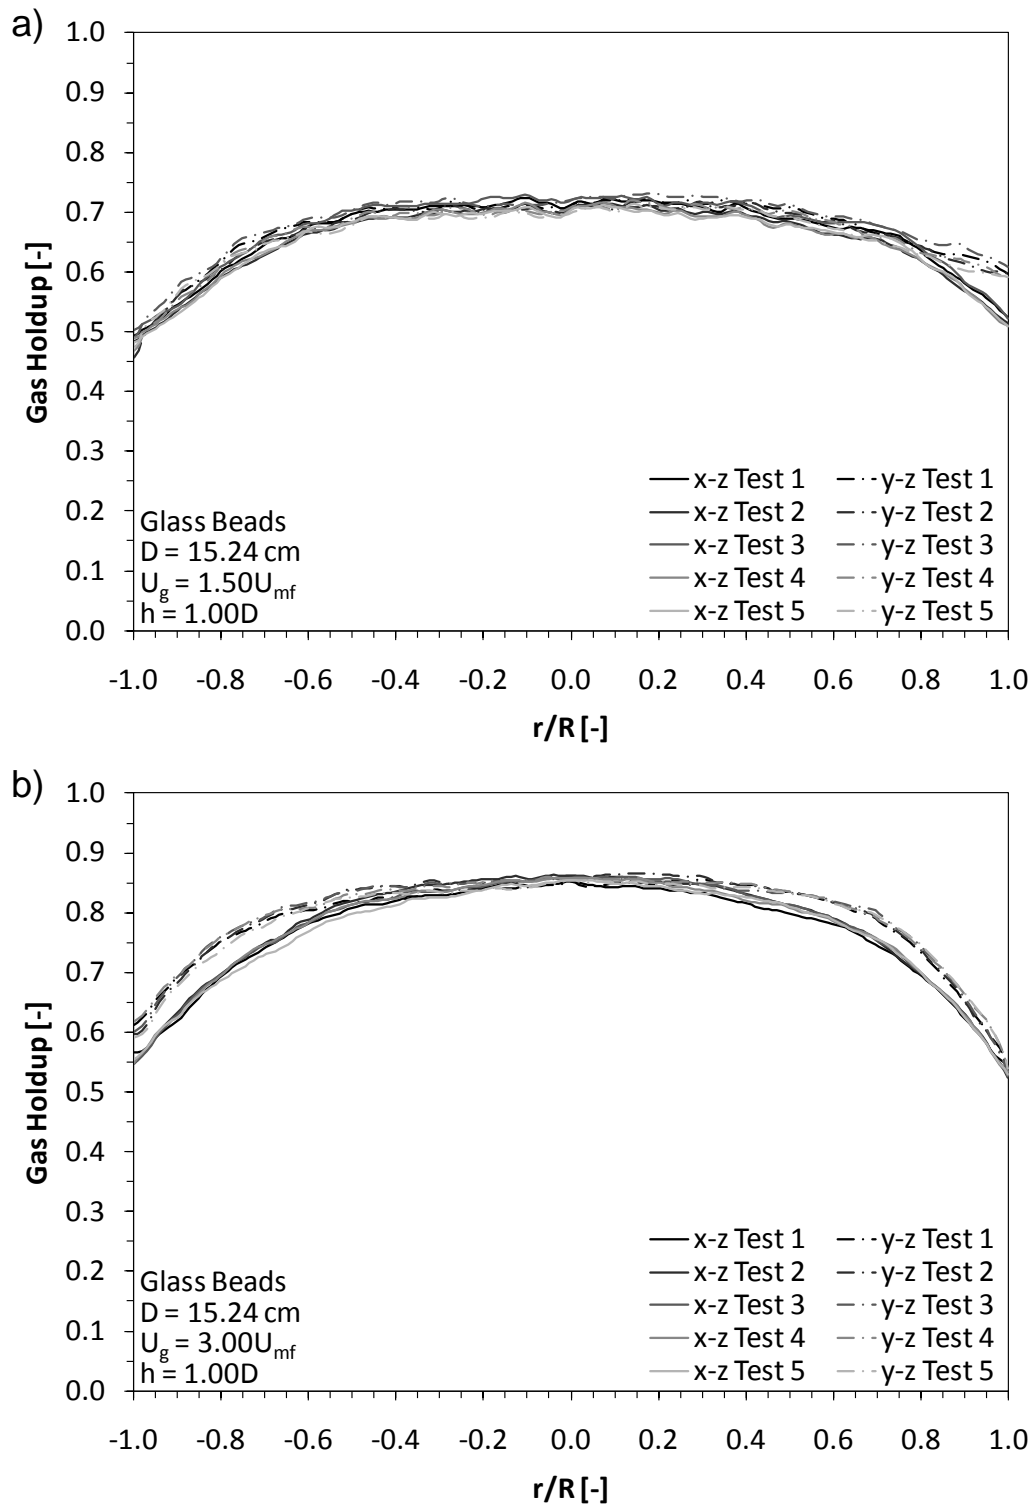 a)
1.0
0.9
0.8
0.7
0.6
0.5
0.4
0.3
0.2
0.1
0.0
Gas Holdup [-]
Glass Beads
D = 15.24 cm
U_g = 1.50U_mf
h = 1.00D
x-z Test 1 y-z Test 1
x-z Test 2 y-z Test 2
x-z Test 3 y-z Test 3
x-z Test 4 y-z Test 4
x-z Test 5 y-z Test 5
-1.0 -0.8 -0.6 -0.4 -0.2 0.0 0.2 0.4 0.6 0.8 1.0
r/R [-]
b)
1.0
0.9
0.8
0.7
0.6
0.5
0.4
0.3
0.2
0.1
0.0
Gas Holdup [-]
Glass Beads
D = 15.24 cm
U_g = 3.00U_mf
h = 1.00D
x-z Test 1 y-z Test 1
x-z Test 2 y-z Test 2
x-z Test 3 y-z Test 3
x-z Test 4 y-z Test 4
x-z Test 5 y-z Test 5
-1.0 -0.8 -0.6 -0.4 -0.2 0.0 0.2 0.4 0.6 0.8 1.0
r/R [-]